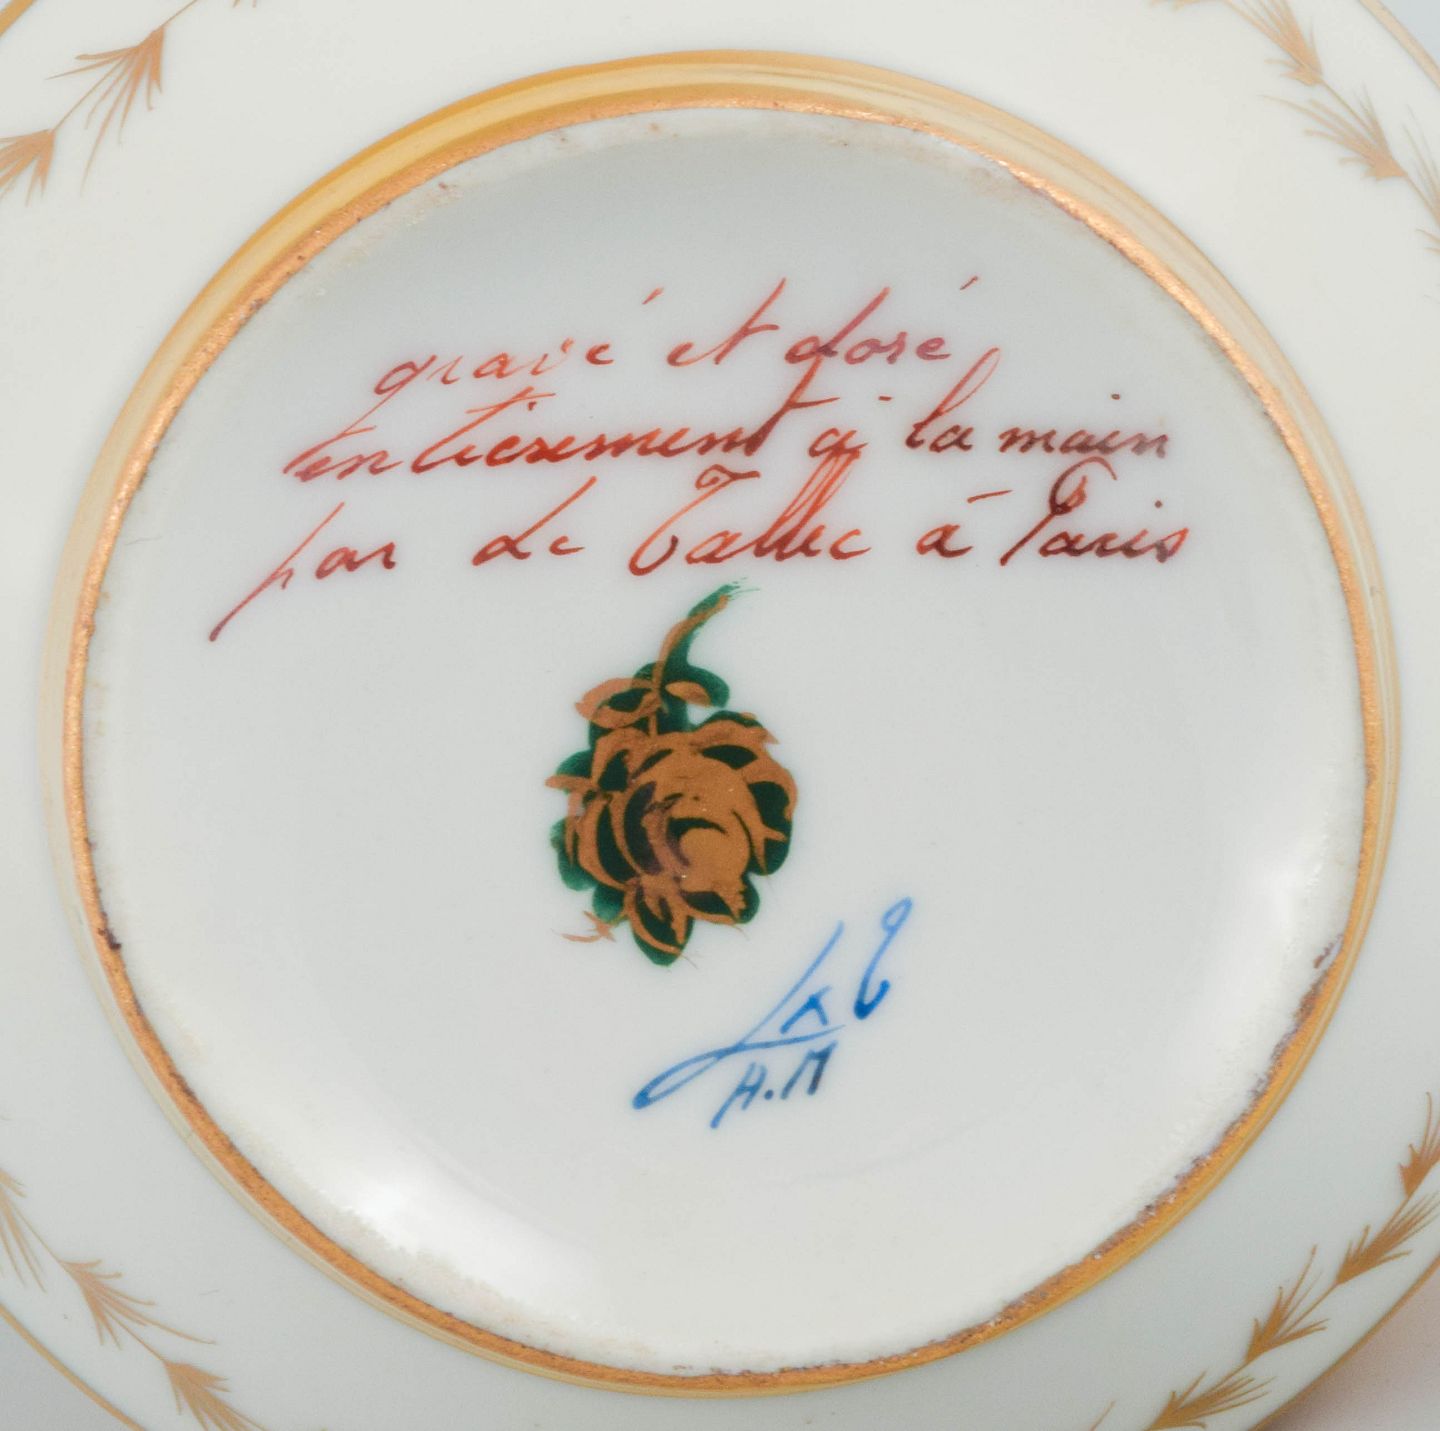 gravé et doré
entièrement à la main
par Le Tallec à Paris
L X T
A.M